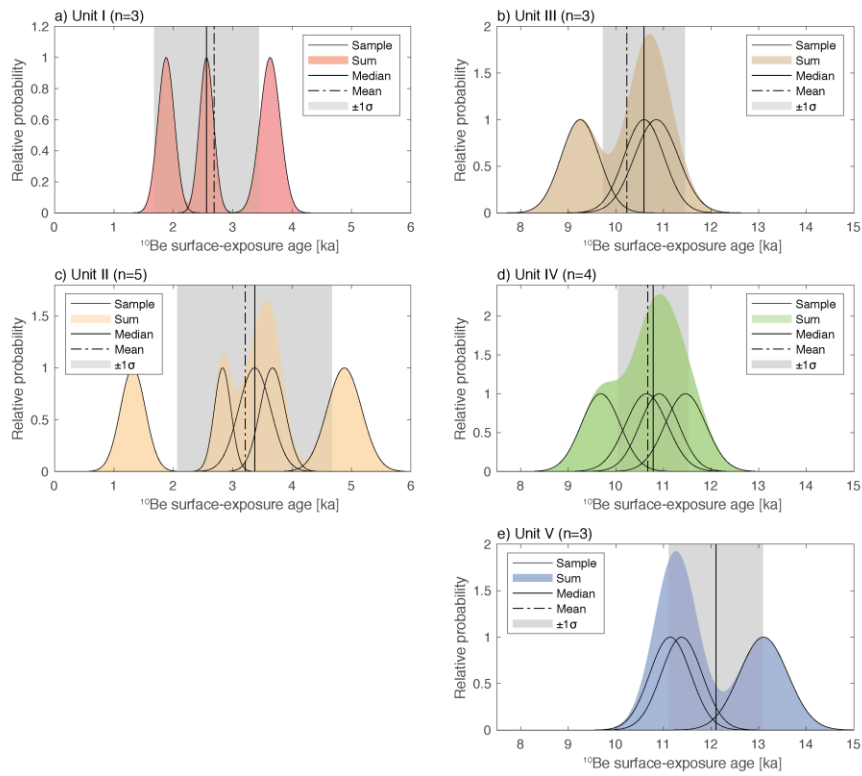 a) Unit I (n=3)
Relative probability
1.2
1
0.8
0.6
0.4
0.2
0
Sample
Sum
Median
Mean
±1σ
0 1 2 3 4 5 6
¹⁰Be surface-exposure age [ka]
b) Unit III (n=3)
Relative probability
2
1.5
1
0.5
0
Sample
Sum
Median
Mean
±1σ
8 9 10 11 12 13 14 15
¹⁰Be surface-exposure age [ka]
c) Unit II (n=5)
Relative probability
1.5
1
0.5
0
Sample
Sum
Median
Mean
±1σ
0 1 2 3 4 5 6
¹⁰Be surface-exposure age [ka]
d) Unit IV (n=4)
Relative probability
2
1.5
1
0.5
0
Sample
Sum
Median
Mean
±1σ
8 9 10 11 12 13 14 15
¹⁰Be surface-exposure age [ka]
e) Unit V (n=3)
Relative probability
2
1.5
1
0.5
0
Sample
Sum
Median
Mean
±1σ
8 9 10 11 12 13 14 15
¹⁰Be surface-exposure age [ka]